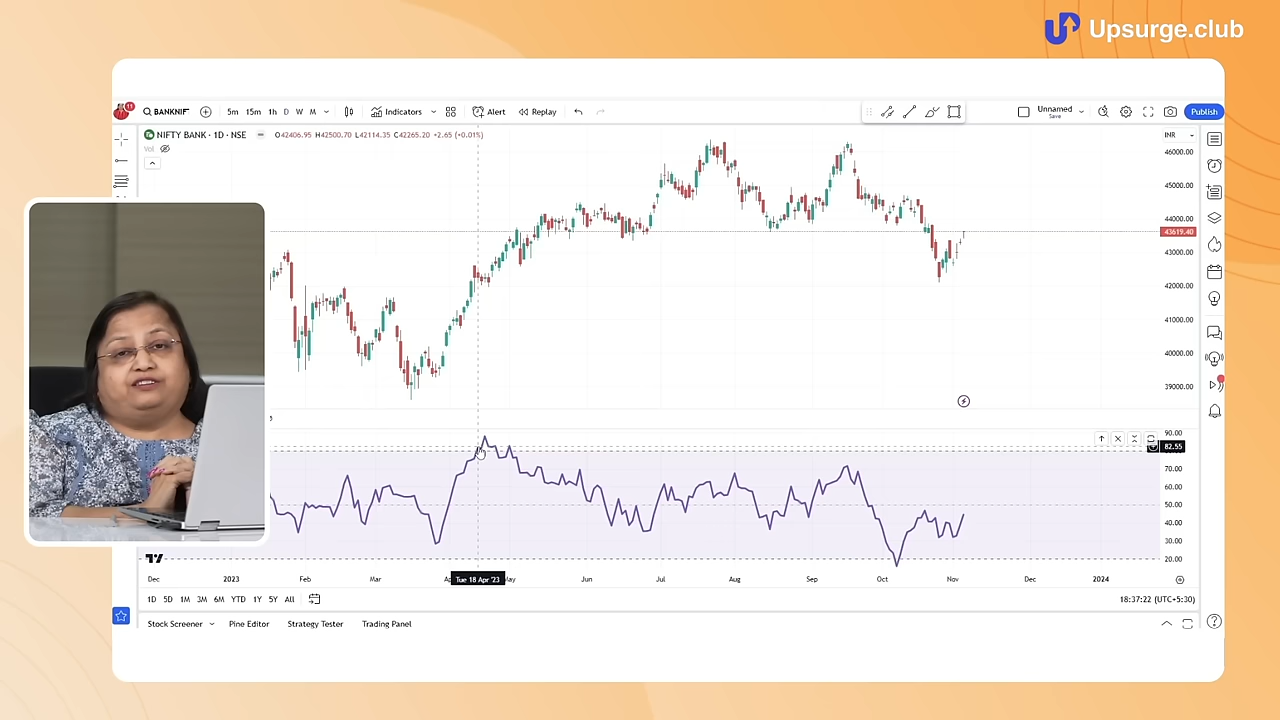 Upsurge.club
11
BANKNIF
5m 15m 1h D W M
Indicators
Alert
Replay
Unnamed
Save
Publish
NIFTY BANK · 1D · NSE
O42406.95 H42500.70 L42114.35 C42265.20 +2.65 (+0.01%)
Vol
INR
46000.00
45000.00
44000.00
43619.40
43000.00
42000.00
41000.00
40000.00
39000.00
90.00
82.55
70.00
60.00
50.00
40.00
30.00
20.00
Dec 2023 Feb Mar Tue 18 Apr '23 May Jun Jul Aug Sep Oct Nov Dec 2024
1D 5D 1M 3M 6M YTD 1Y 5Y All
18:37:22 (UTC+5:30)
Stock Screener Pine Editor Strategy Tester Trading Panel